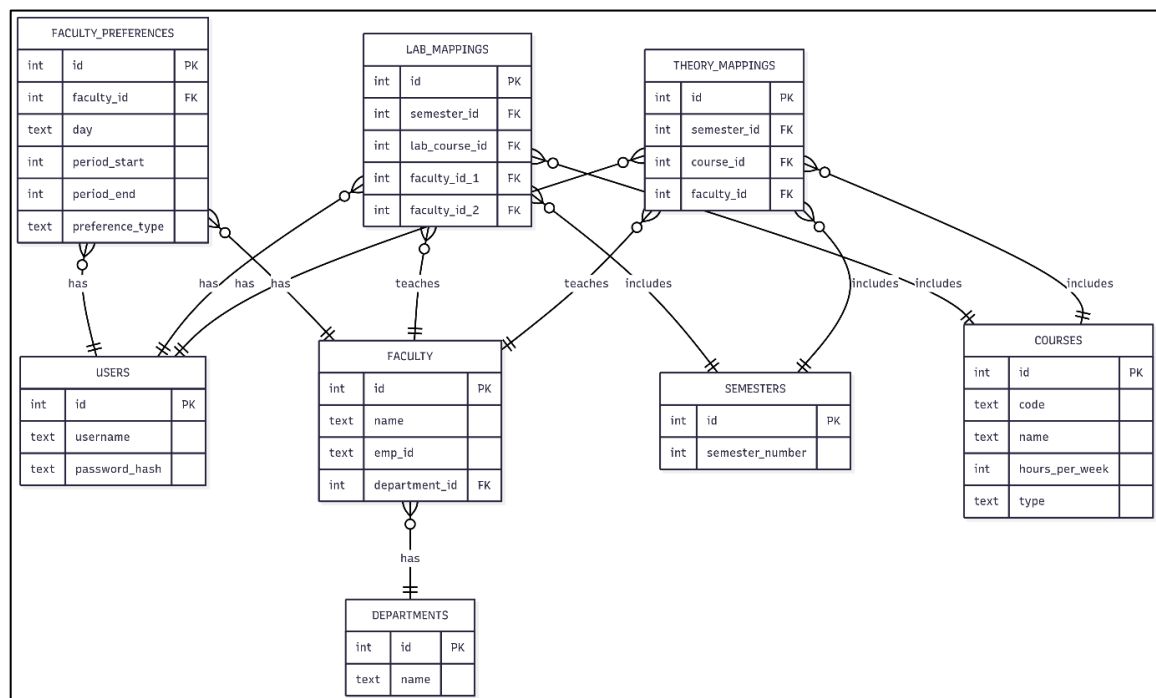 FACULTY_PREFERENCES
int id PK
int faculty_id FK
text day
int period_start
int period_end
text preference_type
LAB_MAPPINGS
int id PK
int semester_id FK
int lab_course_id FK
int faculty_id_1 FK
int faculty_id_2 FK
THEORY_MAPPINGS
int id PK
int semester_id FK
int course_id FK
int faculty_id FK
has has has has teaches teaches includes includes includes includes
USERS
int id PK
text username
text password_hash
FACULTY
int id PK
text name
text emp_id
int department_id FK
SEMESTERS
int id PK
int semester_number
COURSES
int id PK
text code
text name
int hours_per_week
text type
has
DEPARTMENTS
int id PK
text name